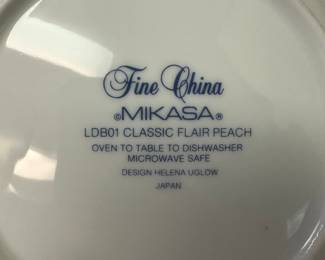 Fine China
©MIKASA®
LDB01 CLASSIC FLAIR PEACH
OVEN TO TABLE TO DISHWASHER
MICROWAVE SAFE
DESIGN HELENA UGLOW
JAPAN